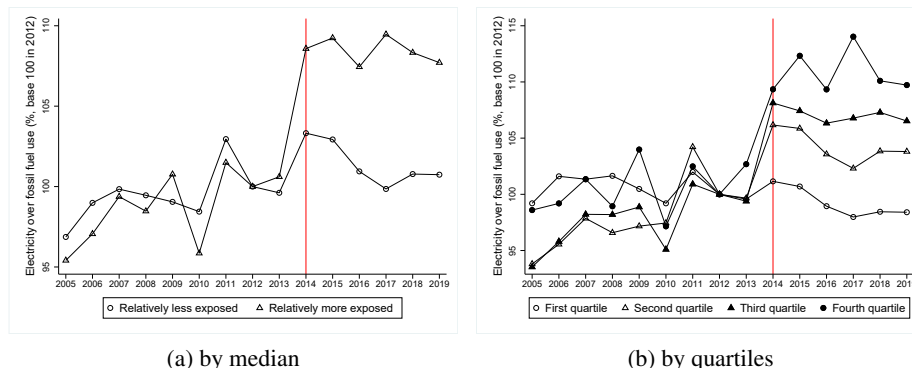 Electricity over fossil fuel use (%, base 100 in 2012)
110
105
100
95
2005 2006 2007 2008 2009 2010 2011 2012 2013 2014 2015 2016 2017 2018 2019
Relatively less exposed Relatively more exposed
(a) by median
Electricity over fossil fuel use (%, base 100 in 2012)
115
110
105
100
95
2005 2006 2007 2008 2009 2010 2011 2012 2013 2014 2015 2016 2017 2018 2019
First quartile Second quartile Third quartile Fourth quartile
(b) by quartiles